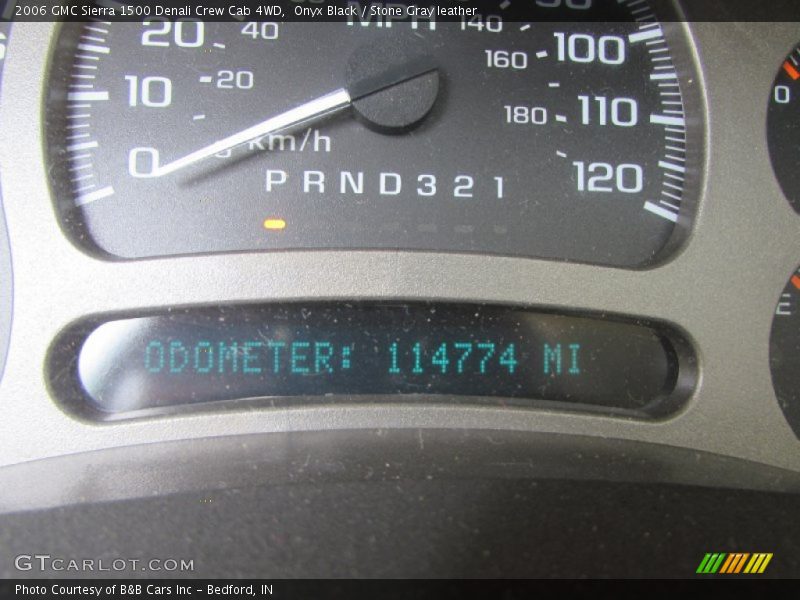 2006 GMC Sierra 1500 Denali Crew Cab 4WD,  Onyx Black / Stone Gray leather
MPH
20 40 140 100
10 20 160
180 110
0 km/h 120
P R N D 3 2 1
0
ODOMETER: 114774 MI
E
GTCARLOT.COM
Photo Courtesy of B&B Cars Inc – Bedford, IN